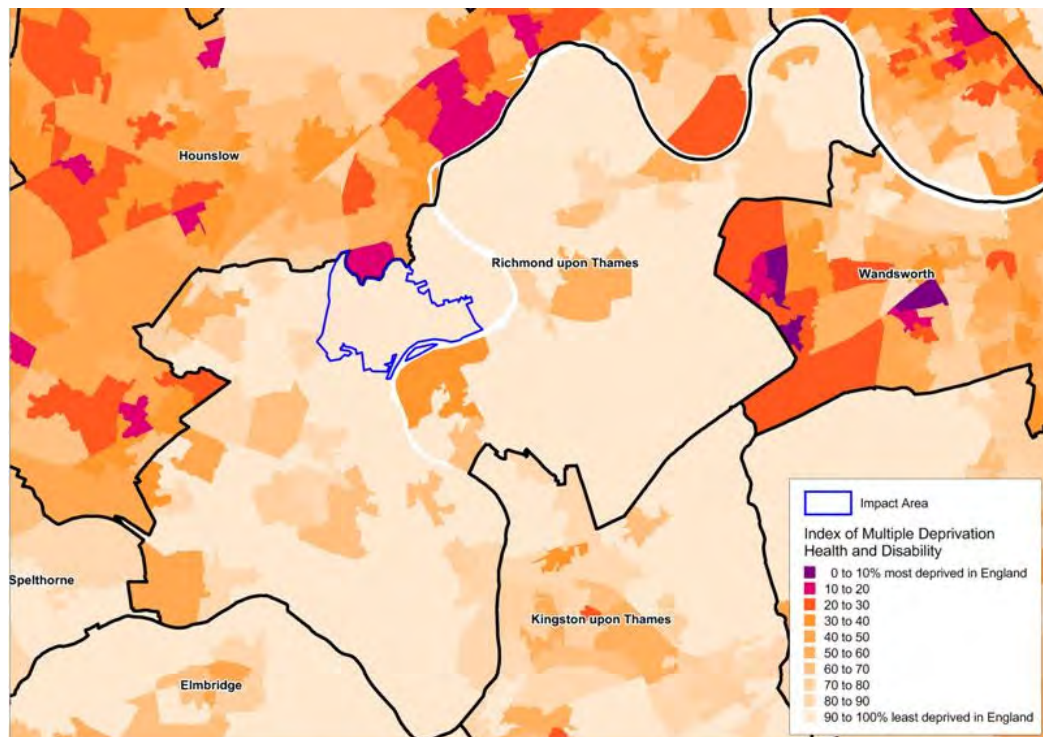 Hounslow
Richmond upon Thames
Wandsworth
Spelthorne
Kingston upon Thames
Elmbridge
Impact Area
Index of Multiple Deprivation
Health and Disability
0 to 10% most deprived in England
10 to 20
20 to 30
30 to 40
40 to 50
50 to 60
60 to 70
70 to 80
80 to 90
90 to 100% least deprived in England